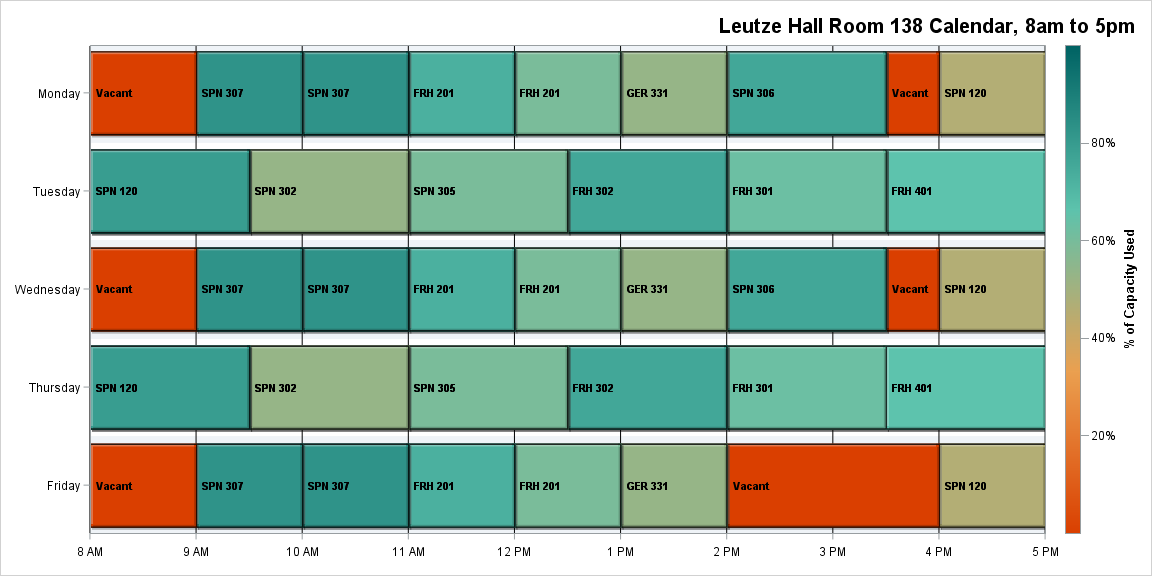 Leutze Hall Room 138 Calendar, 8am to 5pm
Monday
Vacant
SPN 307
SPN 307
FRH 201
FRH 201
GER 331
SPN 306
Vacant
SPN 120
Tuesday
SPN 120
SPN 302
SPN 305
FRH 302
FRH 301
FRH 401
Wednesday
Vacant
SPN 307
SPN 307
FRH 201
FRH 201
GER 331
SPN 306
Vacant
SPN 120
Thursday
SPN 120
SPN 302
SPN 305
FRH 302
FRH 301
FRH 401
Friday
Vacant
SPN 307
SPN 307
FRH 201
FRH 201
GER 331
Vacant
SPN 120
8 AM
9 AM
10 AM
11 AM
12 PM
1 PM
2 PM
3 PM
4 PM
5 PM
80%
60%
40%
20%
% of Capacity Used